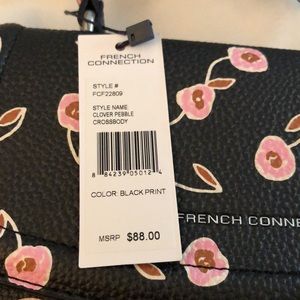 FRENCH
CONNECTION
STYLE #
FCF22809
STYLE NAME:
CLOVER PEBBLE
CROSSBODY
8 84239 05012 4
COLOR: BLACK PRINT
MSRP $88.00
FRENCH CONNE